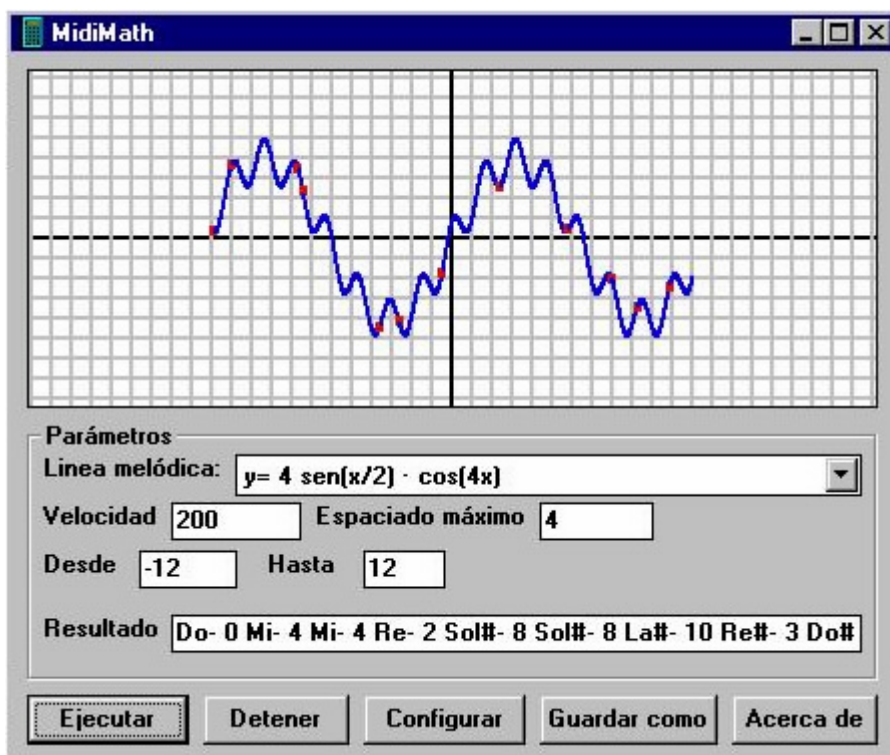 MidiMath
Parámetros
Linea melódica: y= 4 sen(x/2) - cos(4x)
Velocidad 200 Espaciado máximo 4
Desde -12 Hasta 12
Resultado Do- 0 Mi- 4 Mi- 4 Re- 2 Sol#- 8 Sol#- 8 La#- 10 Re#- 3 Do#
Ejecutar Detener Configurar Guardar como Acerca de